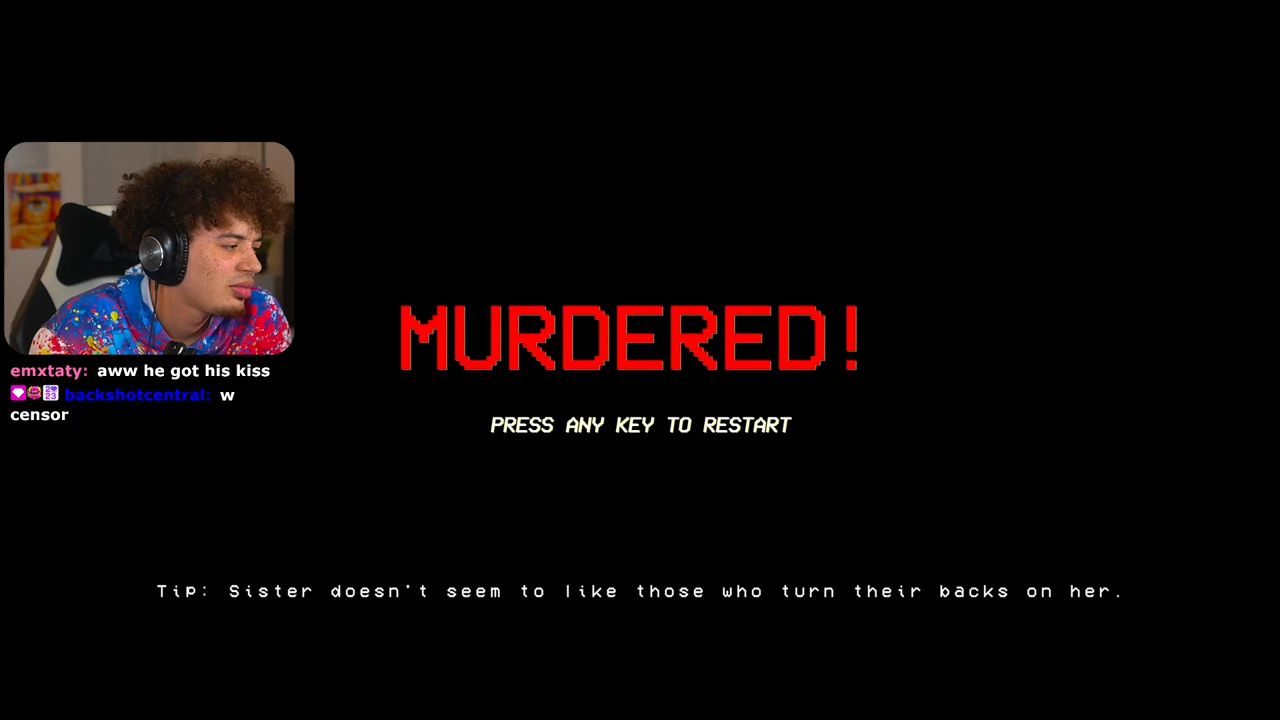 MURDERED!
PRESS ANY KEY TO RESTART
emxtaty: aww he got his kiss
backshotcentral: w
censor
Tip: Sister doesn't seem to like those who turn their backs on her.